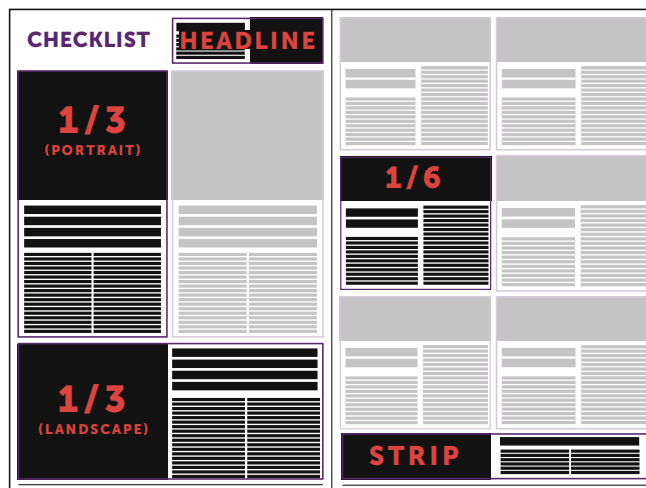 CHECKLIST
HEADLINE
1/3
(PORTRAIT)
1/3
(LANDSCAPE)
1/6
STRIP